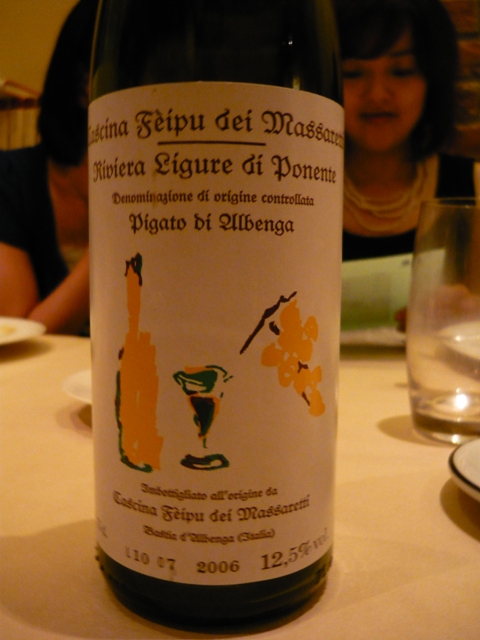 Cascina Fèipu dei Massaretti
Riviera Ligure di Ponente
Denominazione di origine controllata
Pigato di Albenga
Imbottigliato all'origine da
Cascina Fèipu dei Massaretti
Bastia d'Albenga (Italia)
L10 07 2006 12,5% vol.